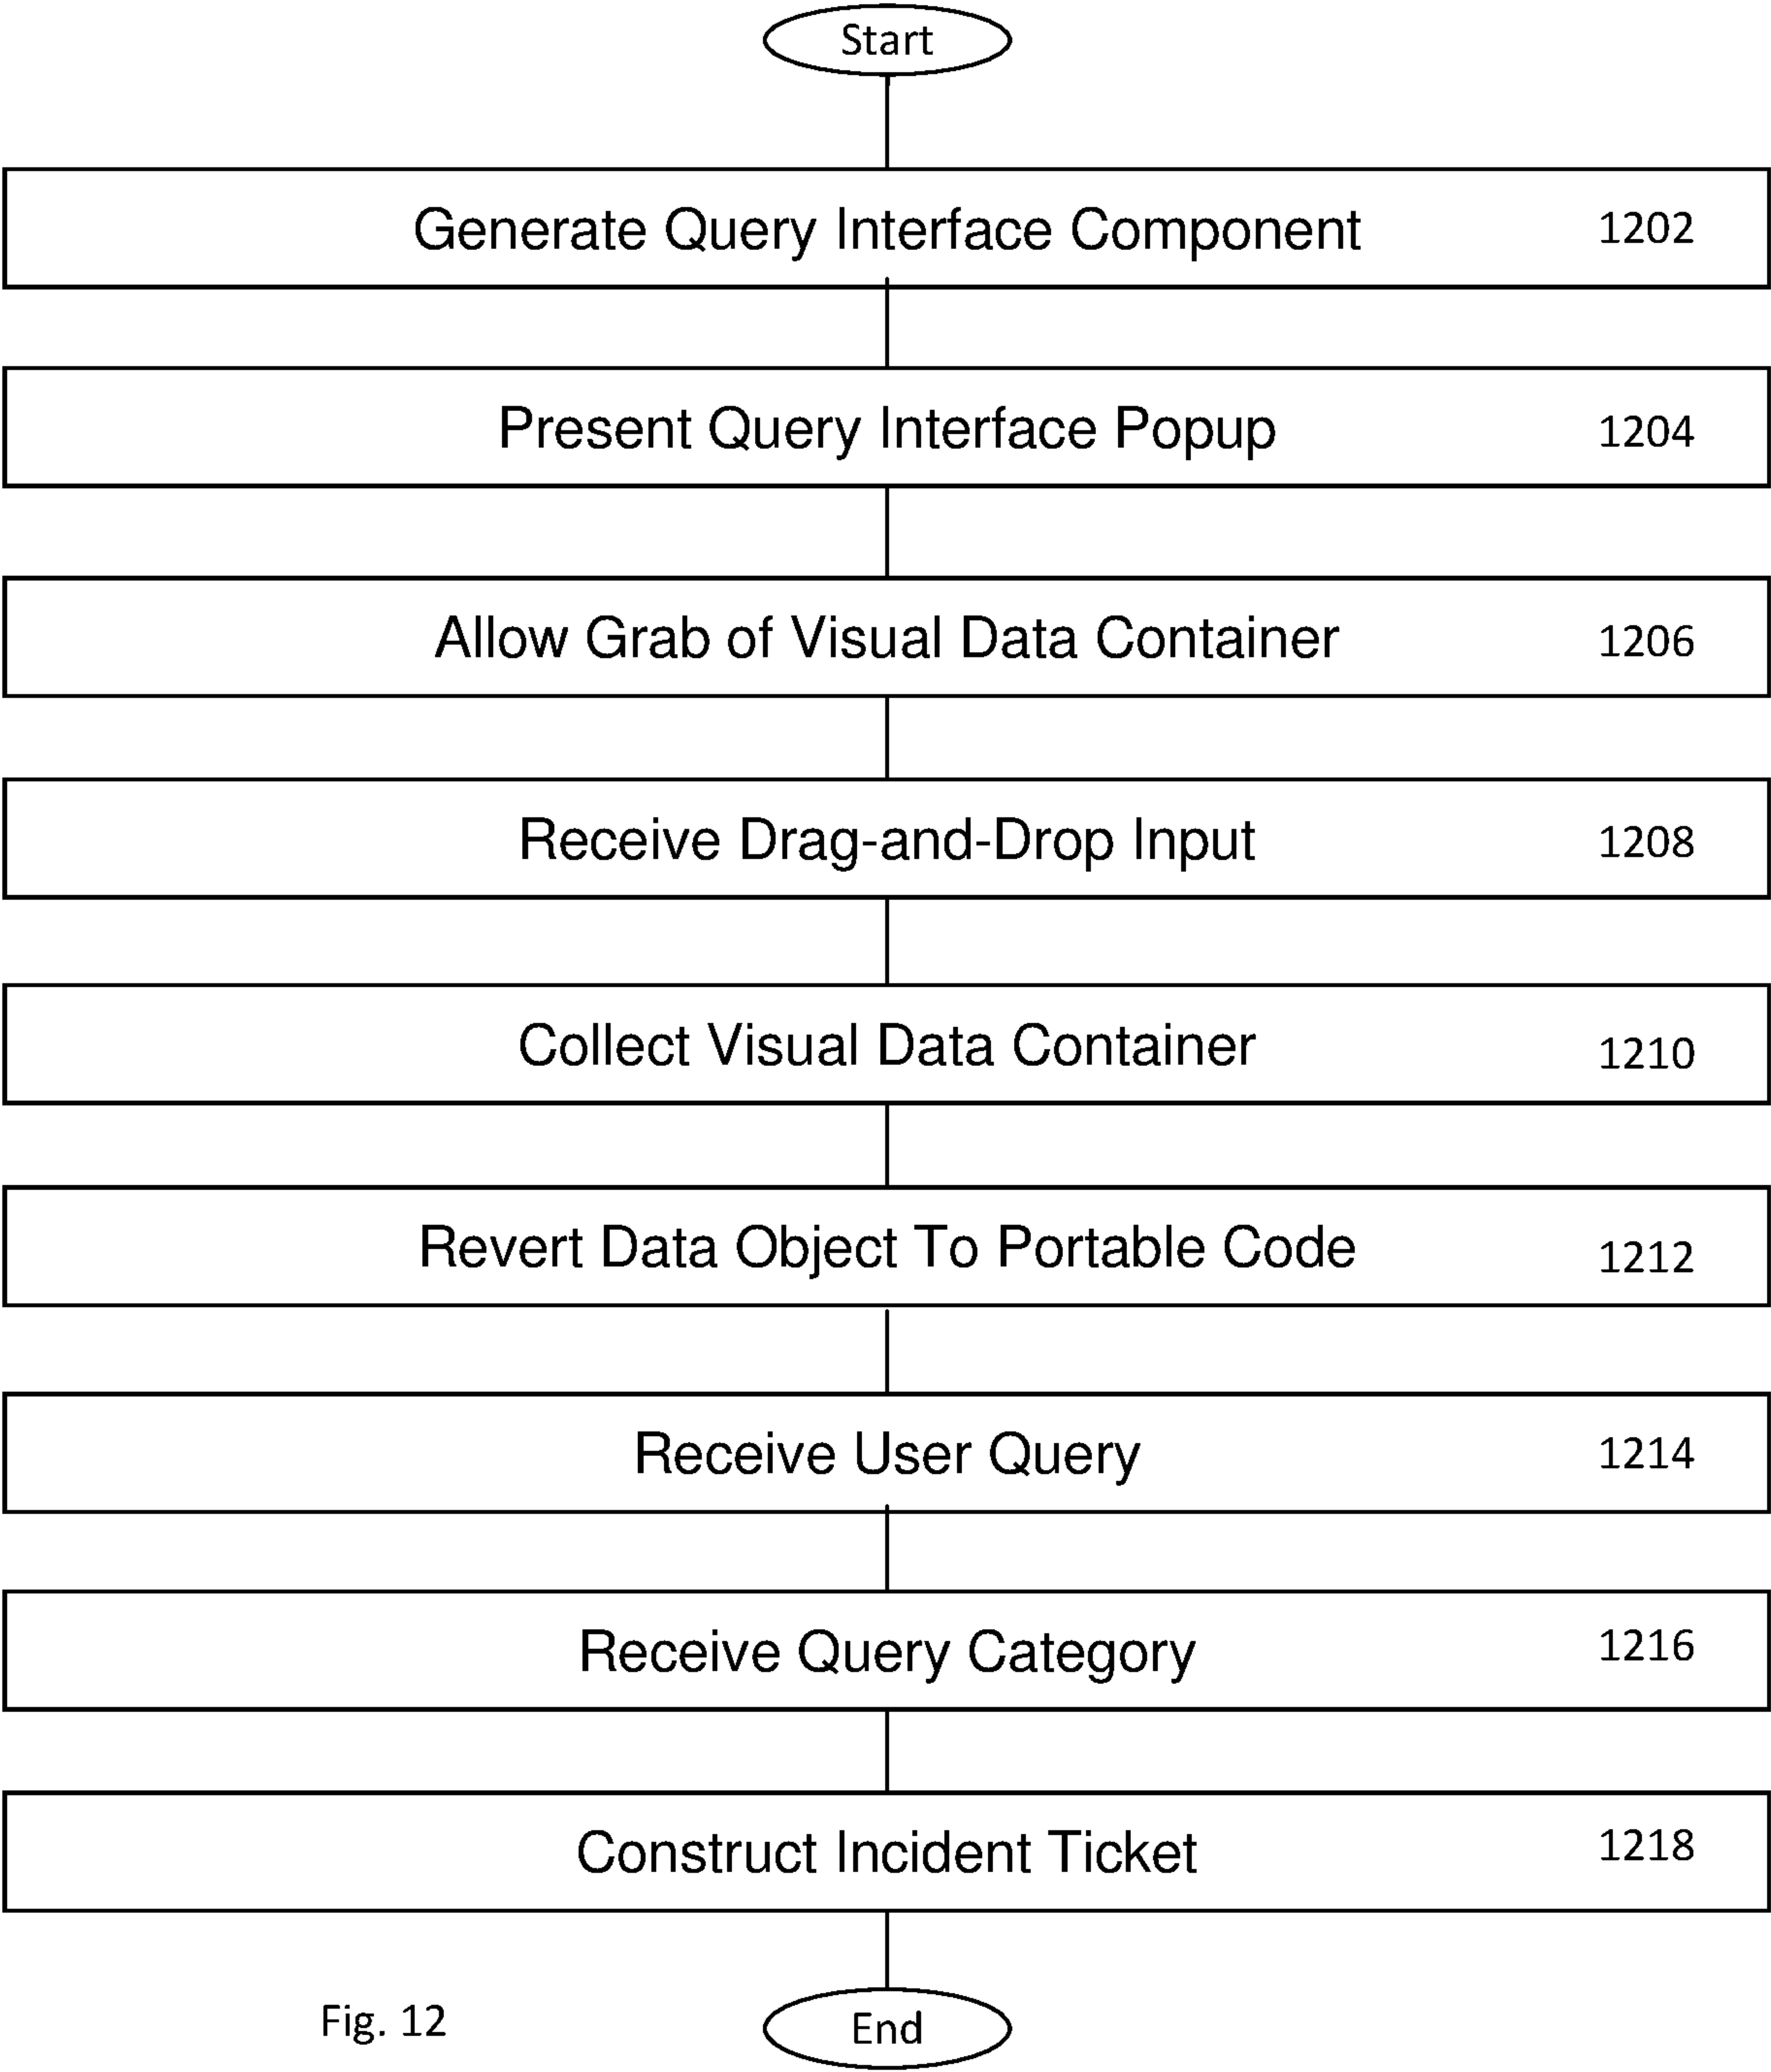 Start
Generate Query Interface Component 1202
Present Query Interface Popup 1204
Allow Grab of Visual Data Container 1206
Receive Drag-and-Drop Input 1208
Collect Visual Data Container 1210
Revert Data Object To Portable Code 1212
Receive User Query 1214
Receive Query Category 1216
Construct Incident Ticket 1218
Fig. 12
End